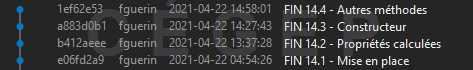 1ef62e53 fguerin 2021-04-22 14:58:01 FIN 14.4 - Autres méthodes
a883d0b1 fguerin 2021-04-22 14:27:43 FIN 14.3 - Constructeur
b412aeee fguerin 2021-04-22 13:37:28 FIN 14.2 - Propriétés calculées
e06fd2a9 fguerin 2021-04-22 04:54:26 FIN 14.1 - Mise en place